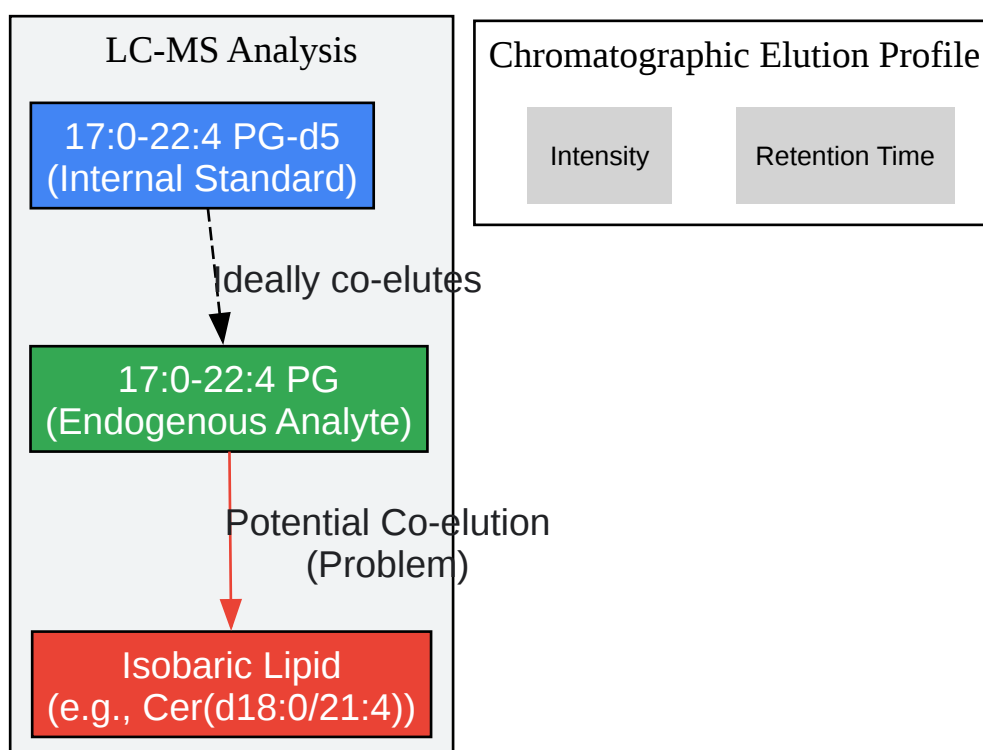 LC-MS Analysis
17:0-22:4 PG-d5
(Internal Standard)
Ideally co-elutes
17:0-22:4 PG
(Endogenous Analyte)
Potential Co-elution
(Problem)
Isobaric Lipid
(e.g., Cer(d18:0/21:4))
Chromatographic Elution Profile
Intensity
Retention Time